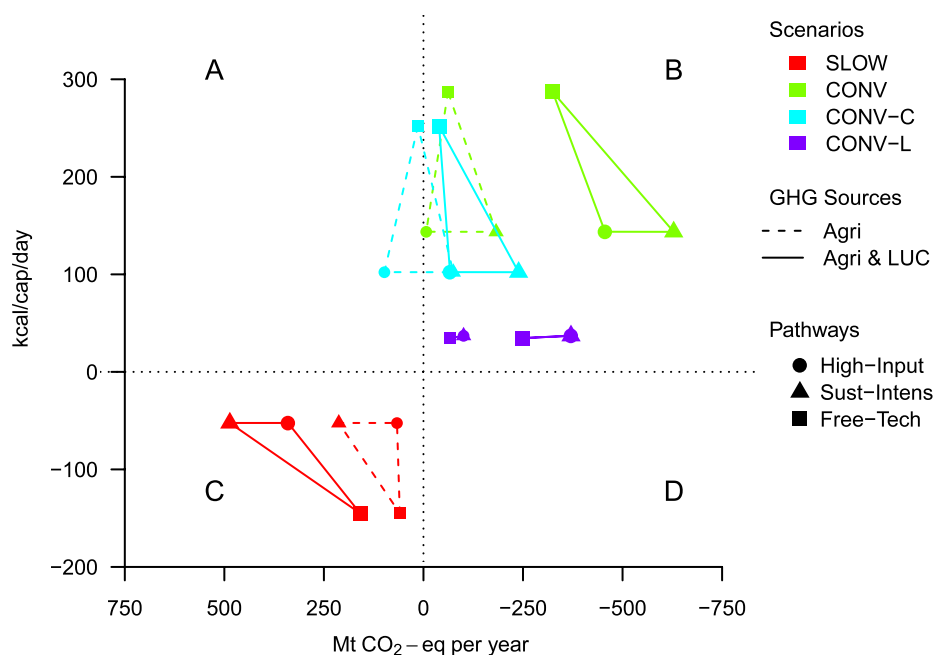 A
B
C
D
300
200
100
0
−100
−200
kcal/cap/day
750
500
250
0
−250
−500
−750
Mt CO₂−eq per year
Scenarios
SLOW
CONV
CONV−C
CONV−L
GHG Sources
Agri
Agri & LUC
Pathways
High−Input
Sust−Intens
Free−Tech